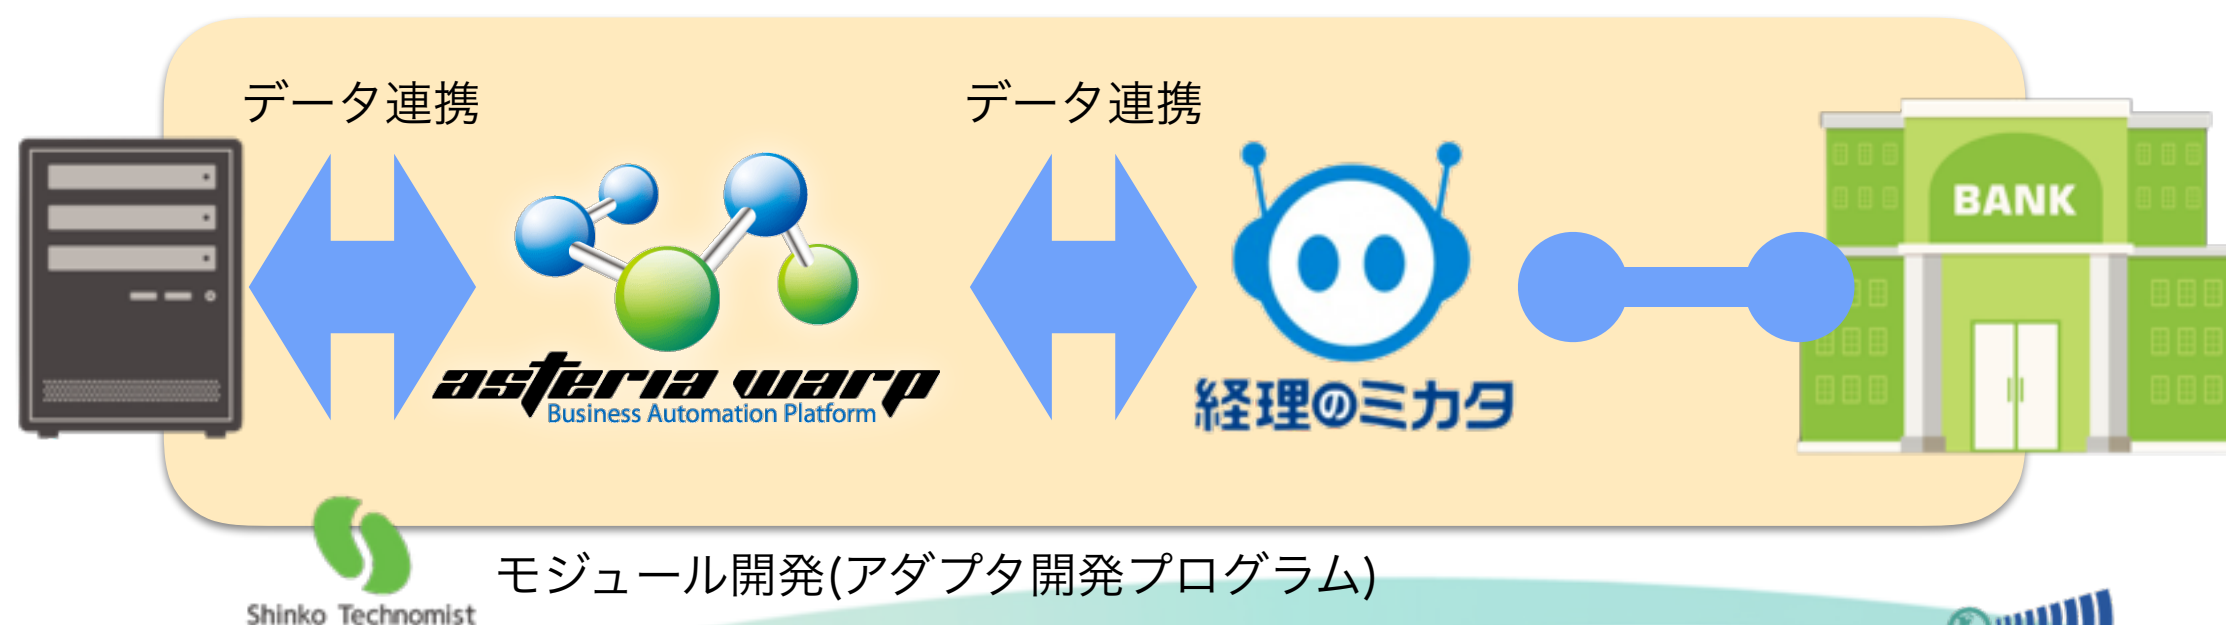 データ連携
データ連携
BANK
asteria warp
Business Automation Platform
経理のミカタ
モジュール開発(アダプタ開発プログラム)
Shinko Technomist